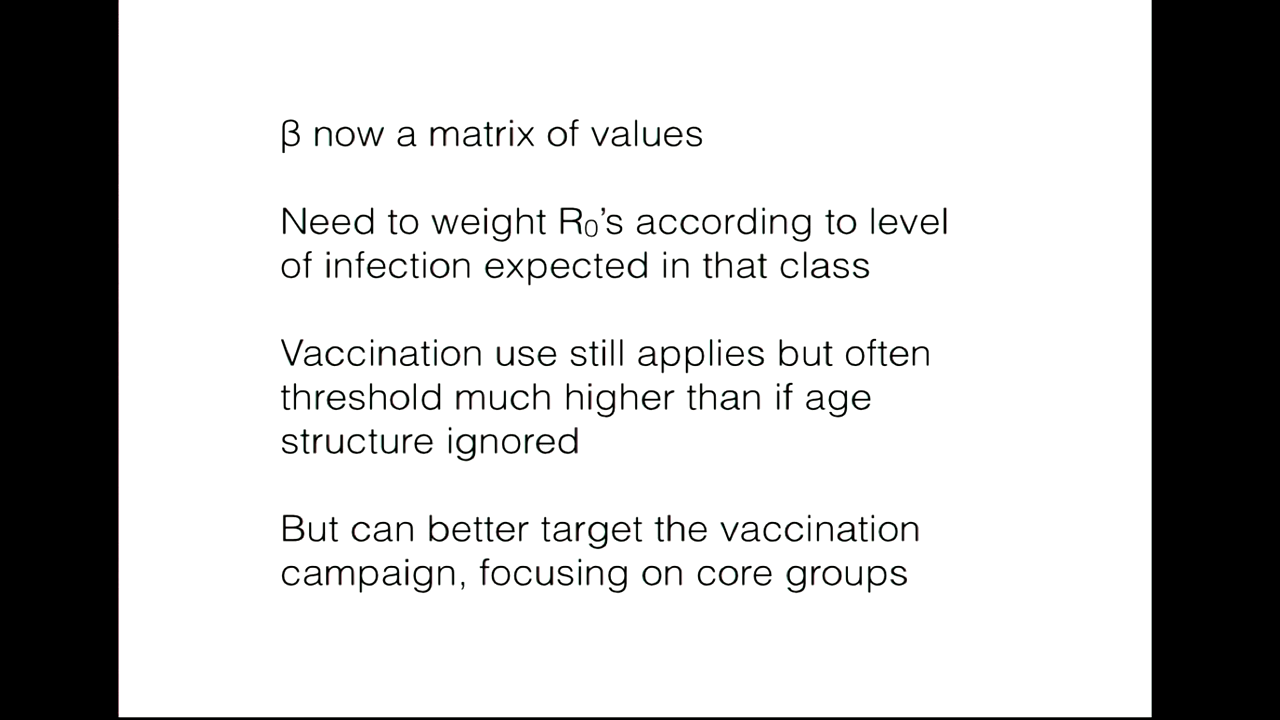 β now a matrix of values
Need to weight R₀’s according to level
of infection expected in that class
Vaccination use still applies but often
threshold much higher than if age
structure ignored
But can better target the vaccination
campaign, focusing on core groups